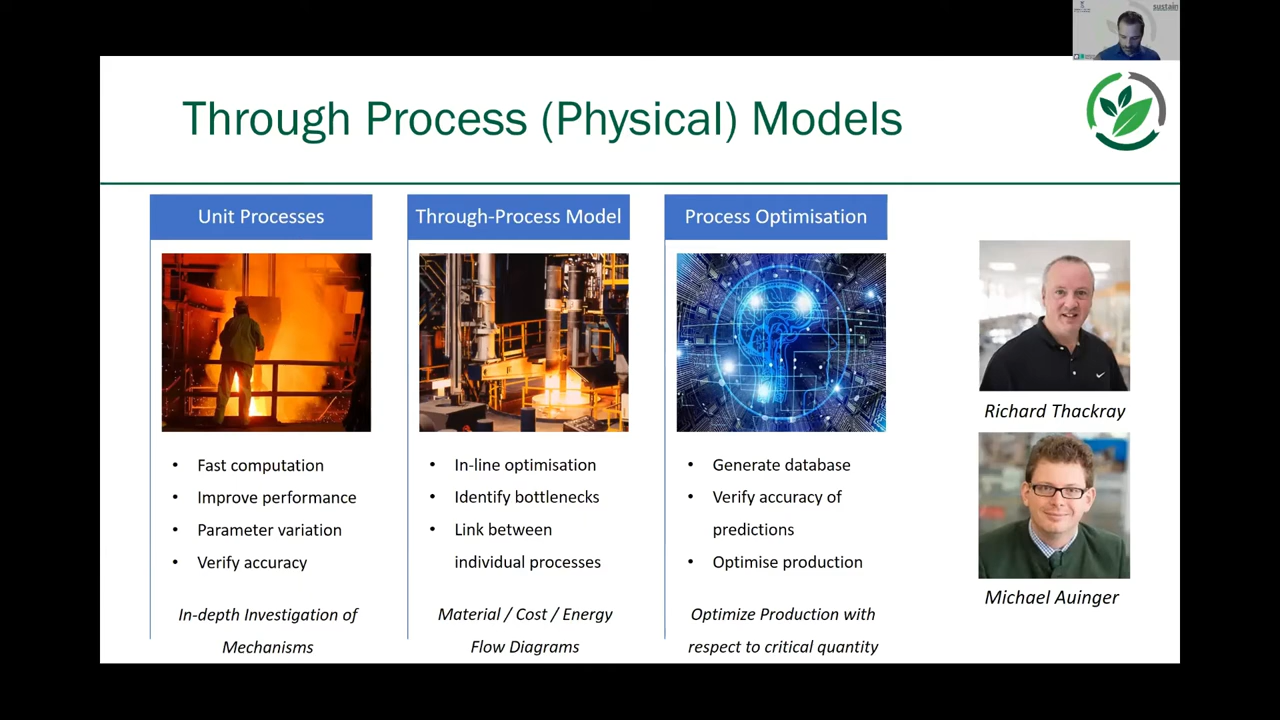 sustain
Through Process (Physical) Models
Unit Processes
Fast computation
Improve performance
Parameter variation
Verify accuracy
In-depth Investigation of
Mechanisms
Through-Process Model
In-line optimisation
Identify bottlenecks
Link between
individual processes
Material / Cost / Energy
Flow Diagrams
Process Optimisation
Generate database
Verify accuracy of
predictions
Optimise production
Optimize Production with
respect to critical quantity
Richard Thackray
Michael Auinger